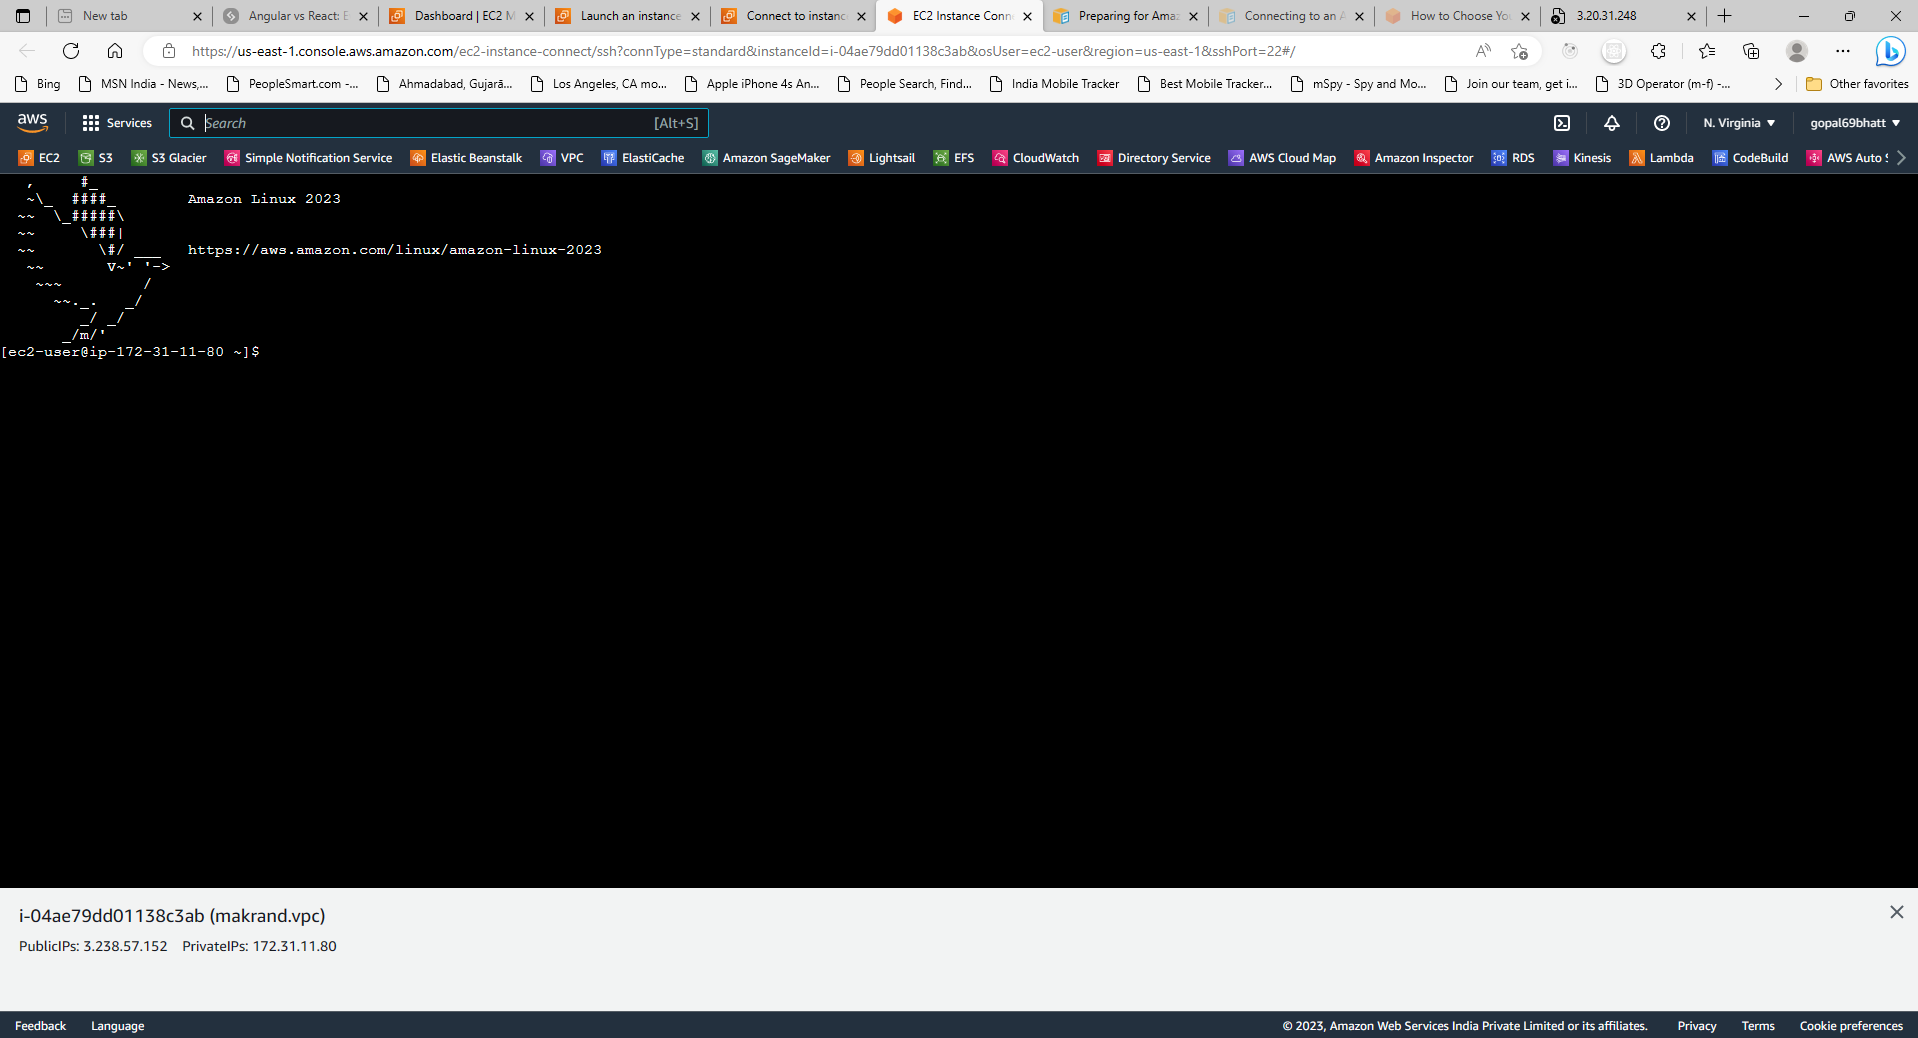 New tab
Angular vs React: E
Dashboard | EC2 M
Launch an instance
Connect to instanc
EC2 Instance Conn
Preparing for Amaz
Connecting to an A
How to Choose You
3.20.31.248
https://us-east-1.console.aws.amazon.com/ec2-instance-connect/ssh?connType=standard&instanceId=i-04ae79dd01138c3ab&osUser=ec2-user&region=us-east-1&sshPort=22#/
Bing
MSN India - News,...
PeopleSmart.com -...
Ahmadabad, Gujarā...
Los Angeles, CA mo...
Apple iPhone 4s An...
People Search, Find...
India Mobile Tracker
Best Mobile Tracker...
mSpy - Spy and Mo...
Join our team, get i...
3D Operator (m-f) -...
Other favorites
aws
Services
Search
[Alt+S]
N. Virginia
gopal69bhatt
EC2
S3
S3 Glacier
Simple Notification Service
Elastic Beanstalk
VPC
ElastiCache
Amazon SageMaker
Lightsail
EFS
CloudWatch
Directory Service
AWS Cloud Map
Amazon Inspector
RDS
Kinesis
Lambda
CodeBuild
AWS Auto S
   ,     #_
   ~\_  ####_        Amazon Linux 2023
  ~~  \_#####\
  ~~     \###|
  ~~       \#/ ___   https://aws.amazon.com/linux/amazon-linux-2023
   ~~       V~' '->
    ~~~         /
      ~~._.   _/
         _/ _/
       _/m/'
[ec2-user@ip-172-31-11-80 ~]$
i-04ae79dd01138c3ab (makrand.vpc)
PublicIPs: 3.238.57.152    PrivateIPs: 172.31.11.80
Feedback
Language
© 2023, Amazon Web Services India Private Limited or its affiliates.
Privacy
Terms
Cookie preferences